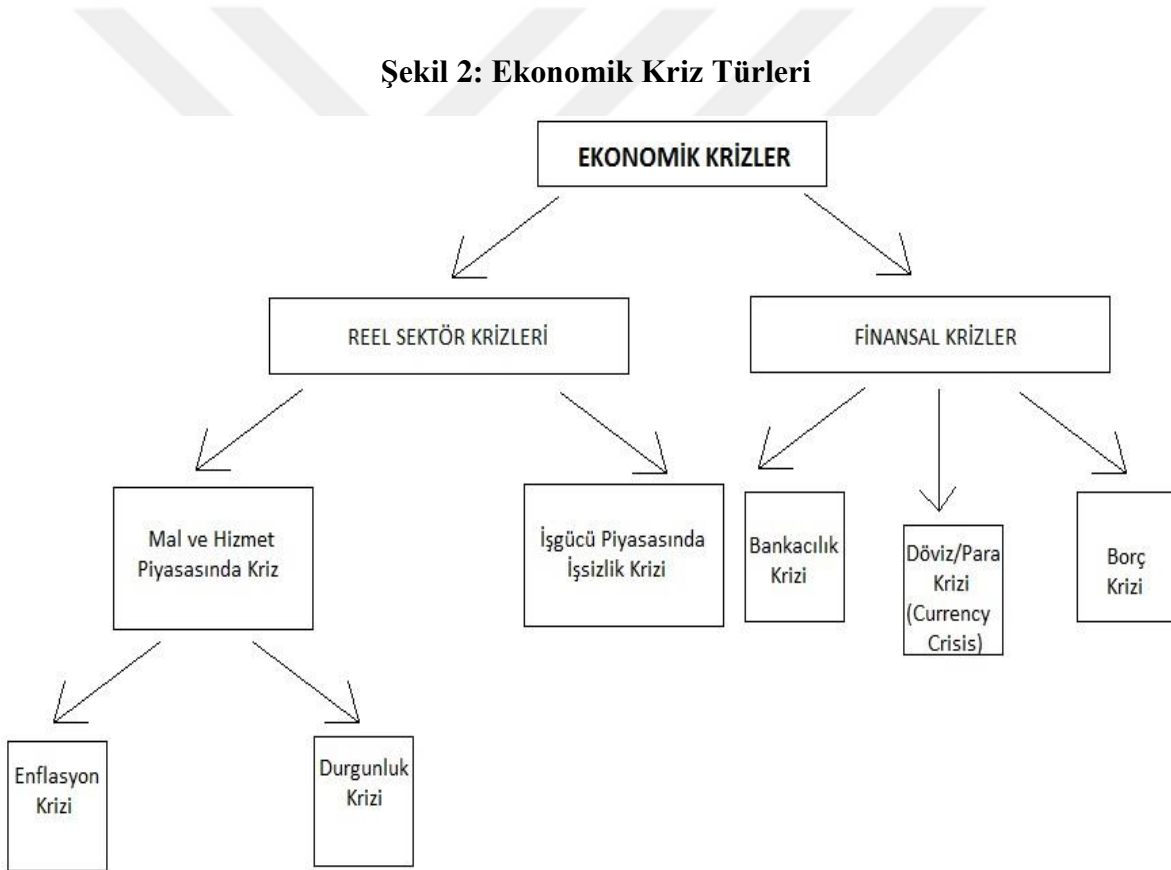 Şekil 2: Ekonomik Kriz Türleri
EKONOMİK KRİZLER
REEL SEKTÖR KRİZLERİ
FİNANSAL KRİZLER
Mal ve Hizmet
Piyasasında Kriz
İşgücü Piyasasında
İşsizlik Krizi
Bankacılık
Krizi
Döviz/Para
Krizi
(Currency
Crisis)
Borç
Krizi
Enflasyon
Krizi
Durgunluk
Krizi